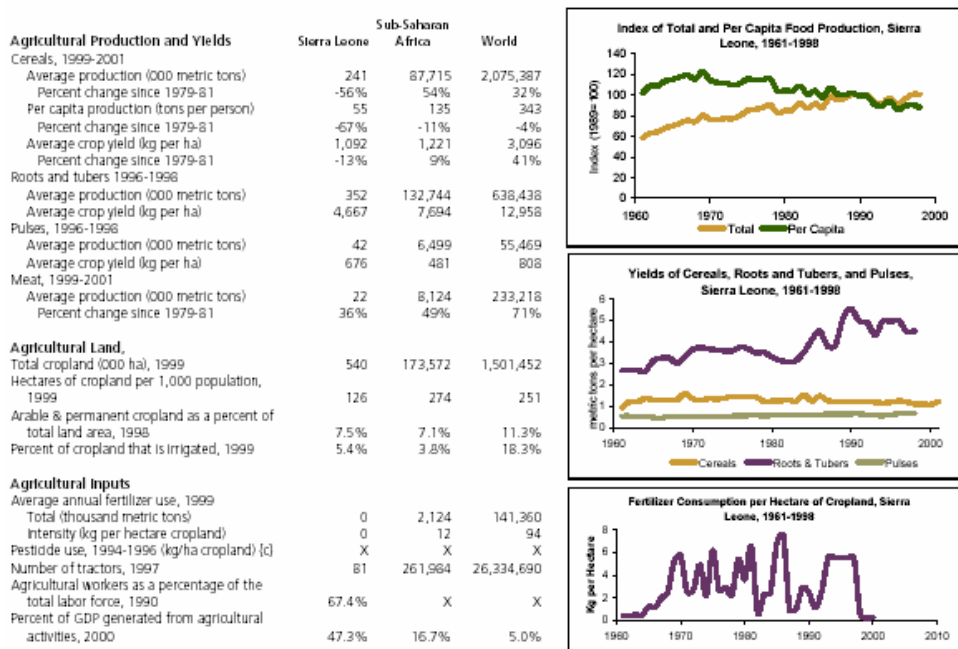 Sub-Saharan
Agricultural Production and Yields Sierra Leone Africa World
Cereals, 1999-2001
Average production (000 metric tons) 241 87,715 2,075,387
Percent change since 1979-81 -56% 54% 32%
Per capita production (tons per person) 55 135 343
Percent change since 1979-81 -67% -11% -4%
Average crop yield (kg per ha) 1,092 1,221 3,096
Percent change since 1979-81 -13% 9% 41%
Roots and tubers 1996-1998
Average production (000 metric tons) 352 132,744 638,438
Average crop yield (kg per ha) 4,667 7,694 12,958
Pulses, 1996-1998
Average production (000 metric tons) 42 6,499 55,469
Average crop yield (kg per ha) 676 481 808
Meat, 1999-2001
Average production (000 metric tons) 22 8,124 233,218
Percent change since 1979-81 36% 49% 71%
Agricultural Land,
Total cropland (000 ha), 1999 540 173,572 1,501,452
Hectares of cropland per 1,000 population,
1999 126 274 251
Arable & permanent cropland as a percent of
total land area, 1998 7.5% 7.1% 11.3%
Percent of cropland that is irrigated, 1999 5.4% 3.8% 18.3%
Agricultural Inputs
Average annual fertilizer use, 1999
Total (thousand metric tons) 0 2,124 141,360
Intensity (kg per hectare cropland) 0 12 94
Pesticide use, 1994-1996 (kg/ha cropland) {c} X X X
Number of tractors, 1997 81 261,984 26,334,690
Agricultural workers as a percentage of the
total labor force, 1990 67.4% X X
Percent of GDP generated from agricultural
activities, 2000 47.3% 16.7% 5.0%
Index of Total and Per Capita Food Production, Sierra
Leone, 1961-1998
Index (1989=100)
140
120
100
80
60
40
20
0
1960 1970 1980 1990 2000
Total Per Capita
Yields of Cereals, Roots and Tubers, and Pulses,
Sierra Leone, 1961-1998
metric tons per hectare
6
5
4
3
2
1
0
1960 1970 1980 1990 2000
Cereals Roots & Tubers Pulses
Fertilizer Consumption per Hectare of Cropland, Sierra
Leone, 1961-1998
Kg per Hectare
8
6
4
2
0
1960 1970 1980 1990 2000 2010